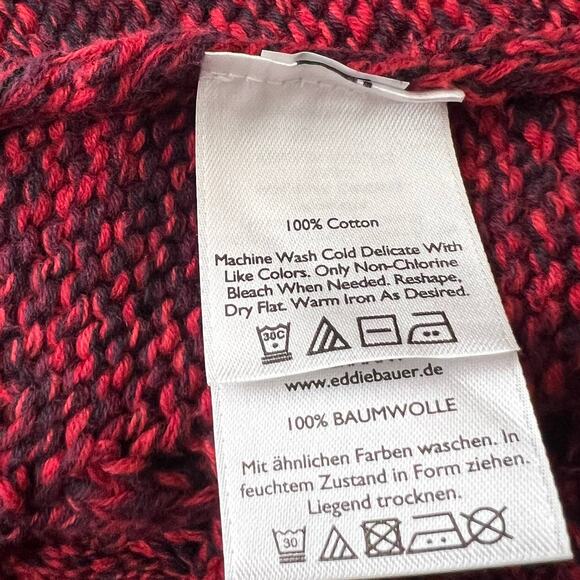 100% Cotton
Machine Wash Cold Delicate With
Like Colors. Only Non-Chlorine
Bleach When Needed. Reshape,
Dry Flat. Warm Iron As Desired.
30C
www.eddiebauer.de
100% BAUMWOLLE
Mit ähnlichen Farben waschen. In
feuchtem Zustand in Form ziehen.
Liegend trocknen.
30